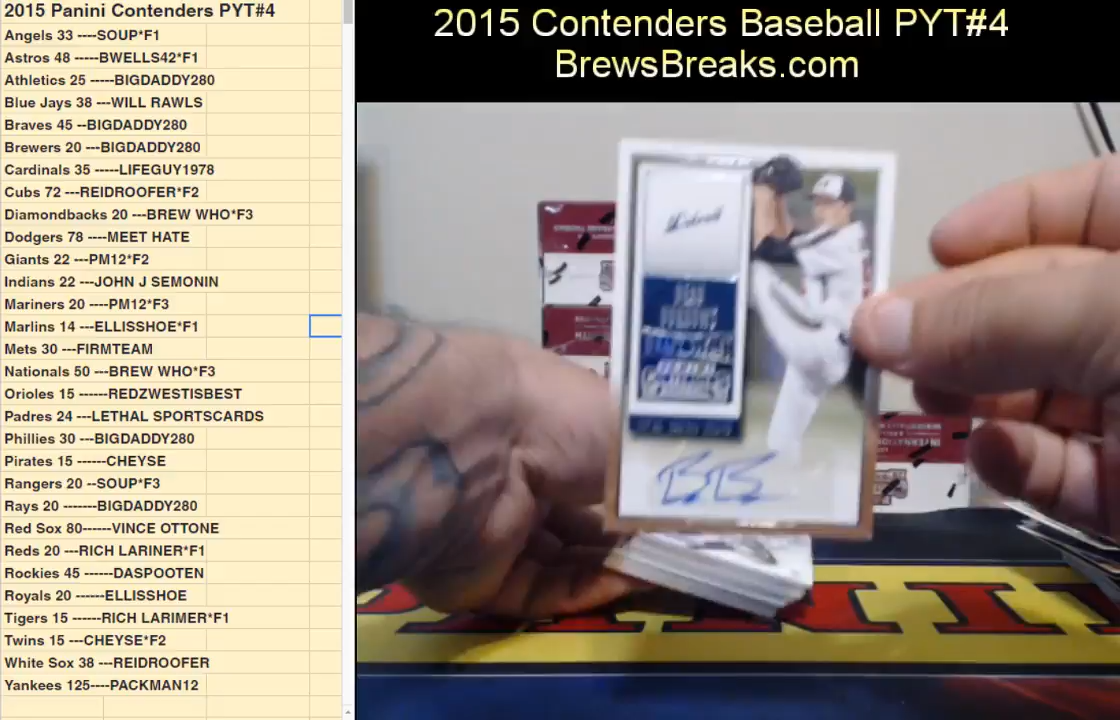 2015 Panini Contenders PYT#4
Angels 33 ----SOUP*F1
Astros 48 -----BWELLS42*F1
Athletics 25 -----BIGDADDY280
Blue Jays 38 ---WILL RAWLS
Braves 45 --BIGDADDY280
Brewers 20 ---BIGDADDY280
Cardinals 35 -----LIFEGUY1978
Cubs 72 ---REIDROOFER*F2
Diamondbacks 20 ---BREW WHO*F3
Dodgers 78 ----MEET HATE
Giants 22 ---PM12*F2
Indians 22 ---JOHN J SEMONIN
Mariners 20 ----PM12*F3
Marlins 14 ---ELLISSHOE*F1
Mets 30 ---FIRMTEAM
Nationals 50 ---BREW WHO*F3
Orioles 15 ----REDZWESTISBEST
Padres 24 ---LETHAL SPORTSCARDS
Phillies 30 ---BIGDADDY280
Pirates 15 ------CHEYSE
Rangers 20 --SOUP*F3
Rays 20 -------BIGDADDY280
Red Sox 80------VINCE OTTONE
Reds 20 ---RICH LARINER*F1
Rockies 45 ------DASPOOTEN
Royals 20 ------ELLISSHOE
Tigers 15 ------RICH LARIMER*F1
Twins 15 ---CHEYSE*F2
White Sox 38 ---REIDROOFER
Yankees 125----PACKMAN12
2015 Contenders Baseball PYT#4
BrewsBreaks.com
Detroit